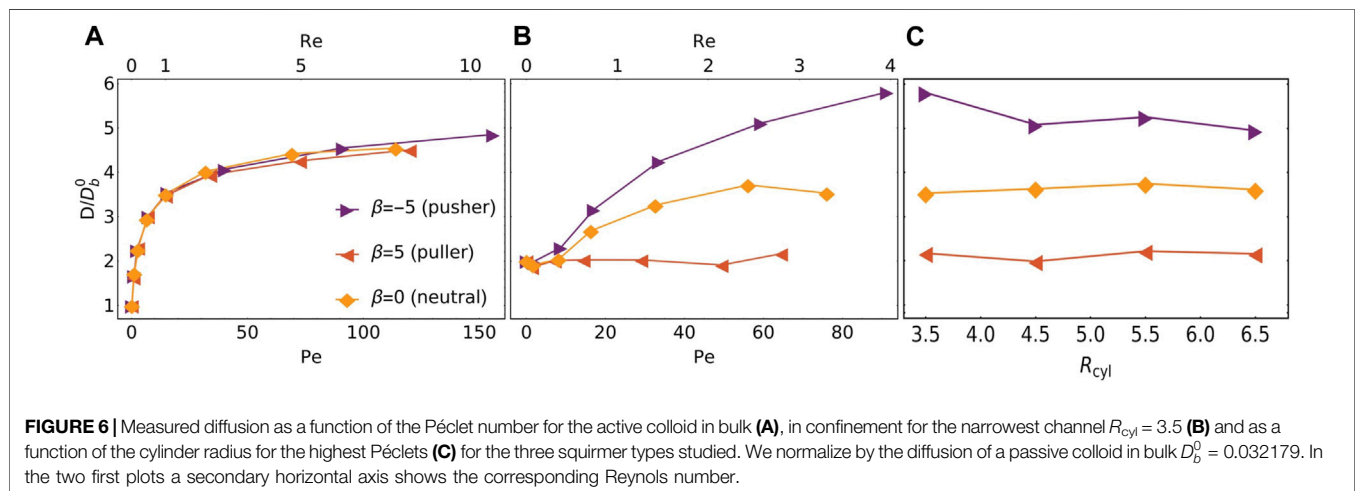 A
B
C
Re
Re
0 1 5 10
0 1 2 3 4
D/D_b^0
6
5
4
3
2
1
β=−5 (pusher)
β=5 (puller)
β=0 (neutral)
0 50 100 150
0 20 40 60 80
3.5 4.0 4.5 5.0 5.5 6.0 6.5
Pe
Pe
R_cyl
FIGURE 6 | Measured diffusion as a function of the Péclet number for the active colloid in bulk (A), in confinement for the narrowest channel R_cyl = 3.5 (B) and as a
function of the cylinder radius for the highest Péclets (C) for the three squirmer types studied. We normalize by the diffusion of a passive colloid in bulk D_b^0 = 0.032179. In
the two first plots a secondary horizontal axis shows the corresponding Reynols number.